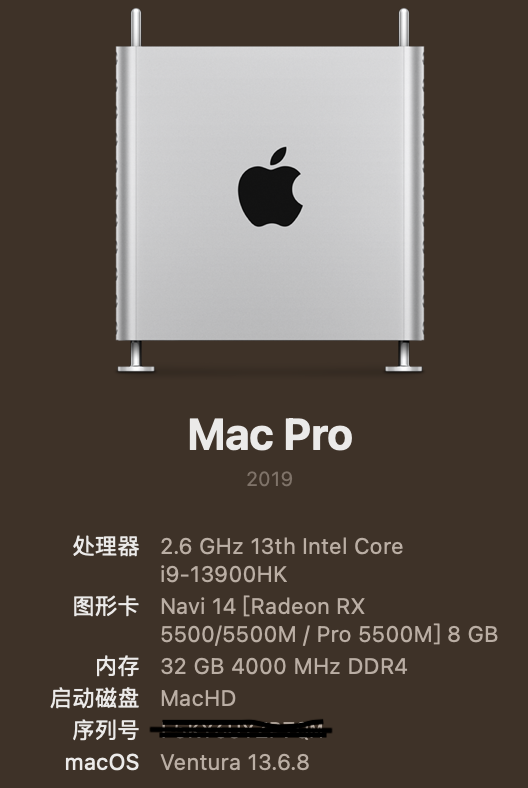 Mac Pro
2019
处理器 2.6 GHz 13th Intel Core
i9-13900HK
图形卡 Navi 14 [Radeon RX
5500/5500M / Pro 5500M] 8 GB
内存 32 GB 4000 MHz DDR4
启动磁盘 MacHD
序列号
macOS Ventura 13.6.8